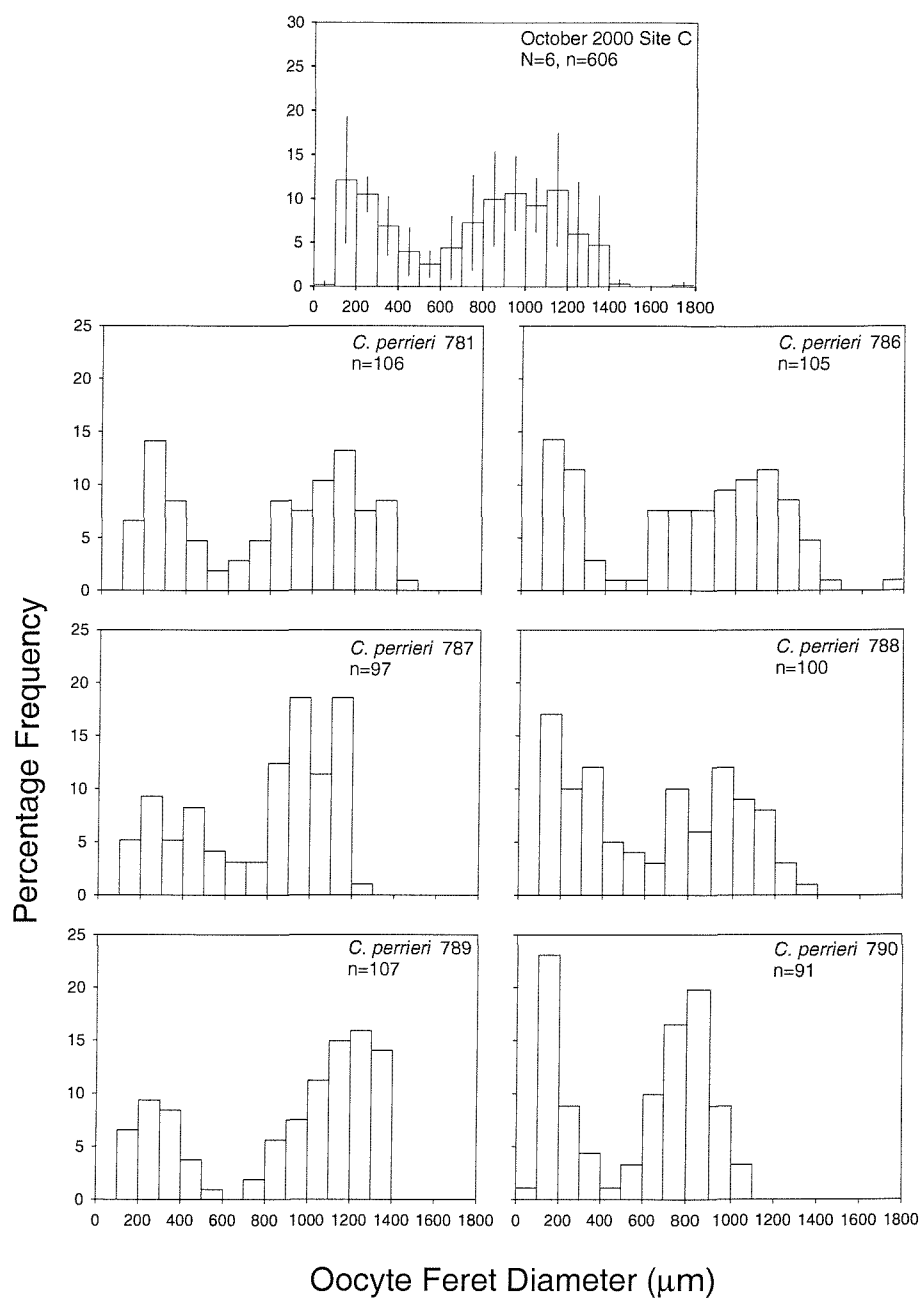 October 2000 Site C
N=6, n=606
30
25
20
15
10
5
0
0 200 400 600 800 1000 1200 1400 1600 1800
C. perrieri 781
n=106
25
20
15
10
5
0
C. perrieri 786
n=105
C. perrieri 787
n=97
25
20
15
10
5
0
C. perrieri 788
n=100
C. perrieri 789
n=107
25
20
15
10
5
0
0 200 400 600 800 1000 1200 1400 1600 1800
C. perrieri 790
n=91
0 200 400 600 800 1000 1200 1400 1600 1800
Percentage Frequency
Oocyte Feret Diameter (μm)